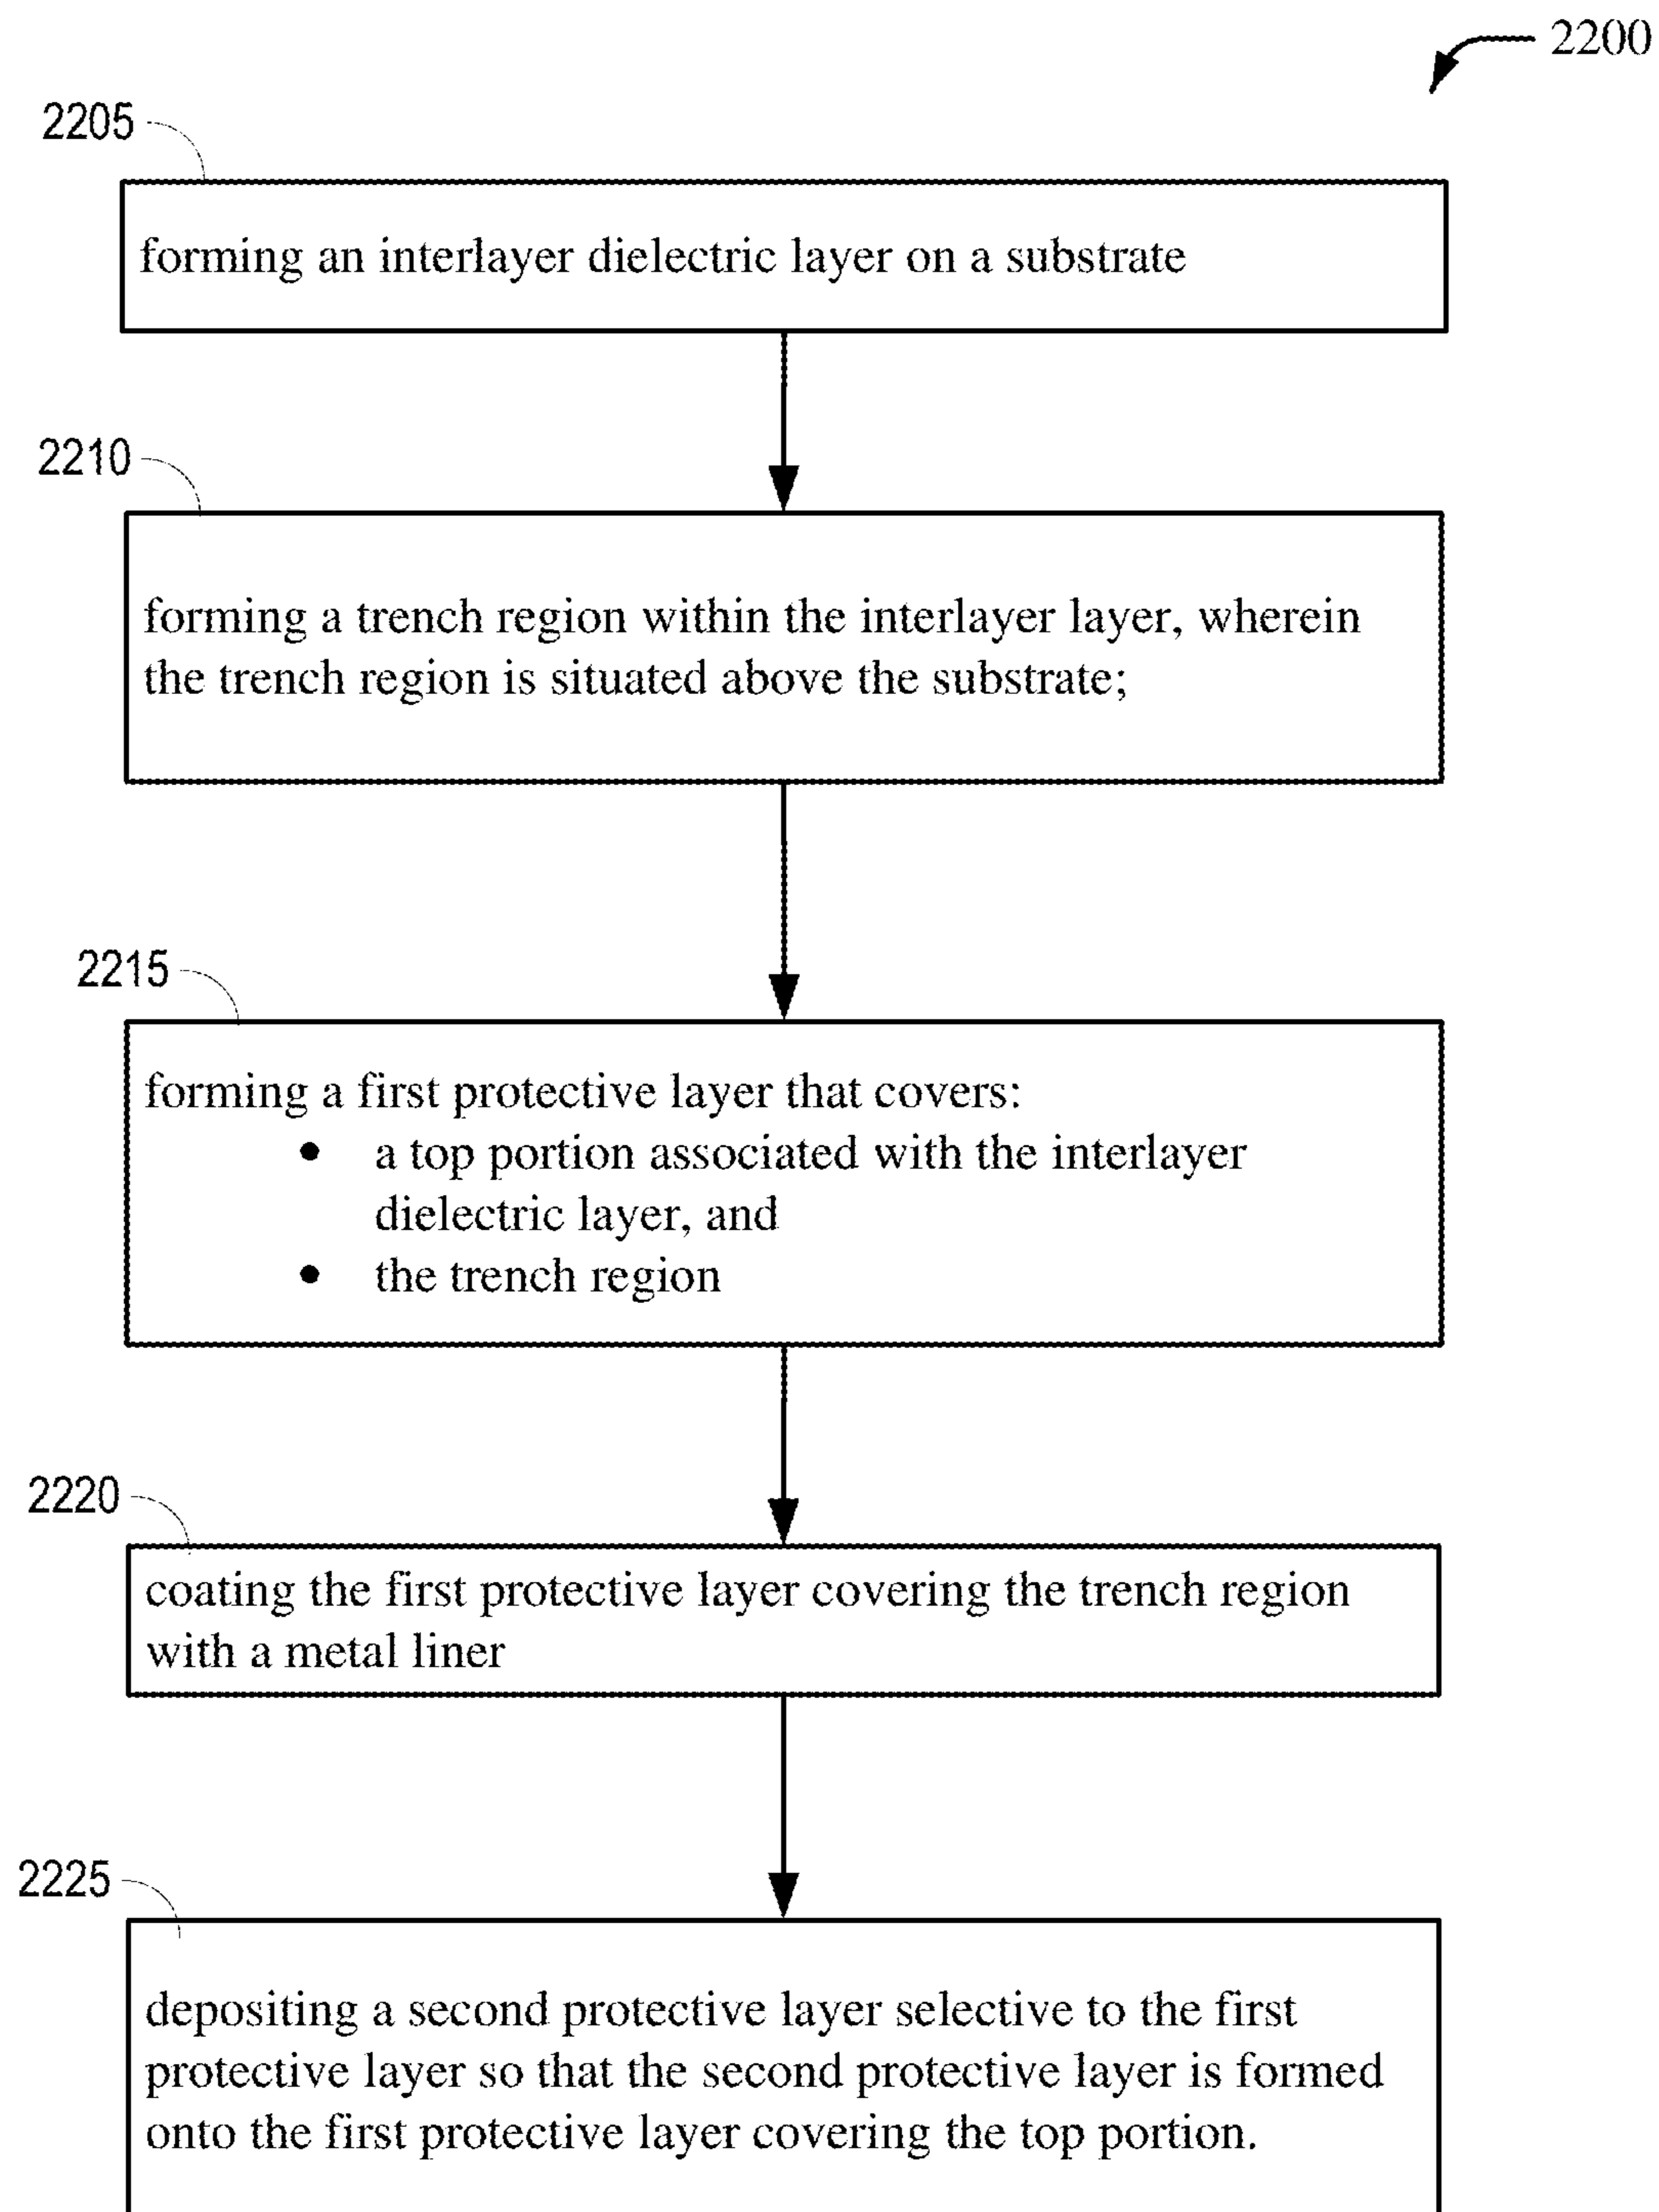 2200
2205
forming an interlayer dielectric layer on a substrate
2210
forming a trench region within the interlayer layer, wherein
the trench region is situated above the substrate;
2215
forming a first protective layer that covers:
● a top portion associated with the interlayer
dielectric layer, and
● the trench region
2220
coating the first protective layer covering the trench region
with a metal liner
2225
depositing a second protective layer selective to the first
protective layer so that the second protective layer is formed
onto the first protective layer covering the top portion.